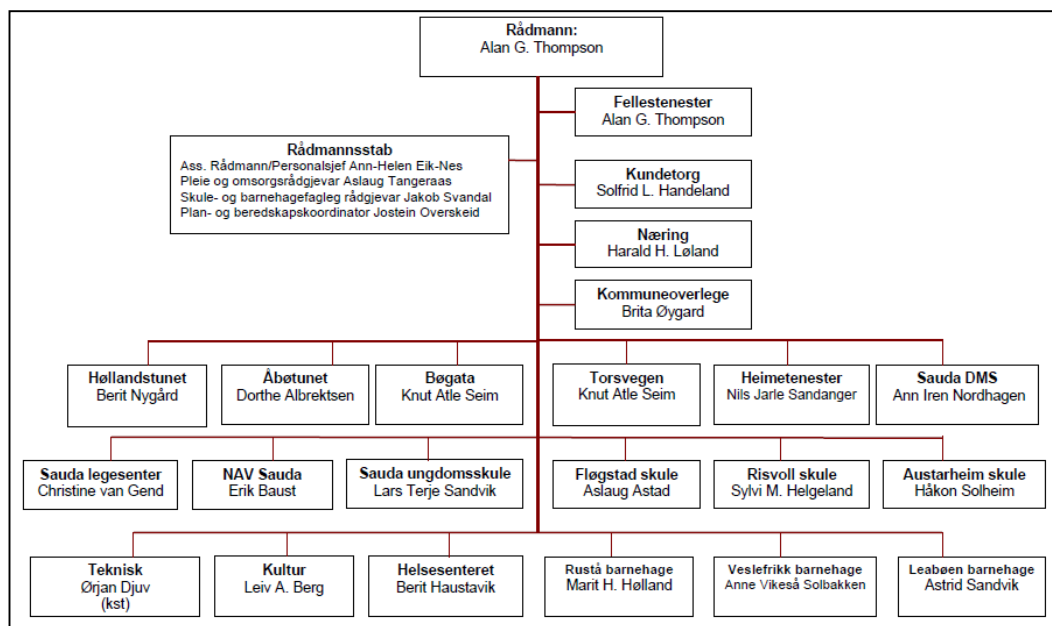 Rådmann:
Alan G. Thompson
Fellestenester
Alan G. Thompson
Rådmannsstab
Ass. Rådmann/Personalsjef Ann-Helen Eik-Nes
Pleie og omsorgsrådgjevar Aslaug Tangeraas
Skule- og barnehagefagleg rådgjevar Jakob Svandal
Plan- og beredskapskoordinator Jostein Overskeid
Kundetorg
Solfrid L. Handeland
Næring
Harald H. Løland
Kommuneoverlege
Brita Øygard
Høllandstunet
Berit Nygård
Åbøtunet
Dorthe Albrektsen
Bøgata
Knut Atle Seim
Torsvegen
Knut Atle Seim
Heimetenester
Nils Jarle Sandanger
Sauda DMS
Ann Iren Nordhagen
Sauda legesenter
Christine van Gend
NAV Sauda
Erik Baust
Sauda ungdomsskule
Lars Terje Sandvik
Fløgstad skule
Aslaug Astad
Risvoll skule
Sylvi M. Helgeland
Austarheim skule
Håkon Solheim
Teknisk
Ørjan Djuv
(kst)
Kultur
Leiv A. Berg
Helsesenteret
Berit Haustavik
Rustå barnehage
Marit H. Hølland
Veslefrikk barnehage
Anne Vikeså Solbakken
Leabøen barnehage
Astrid Sandvik